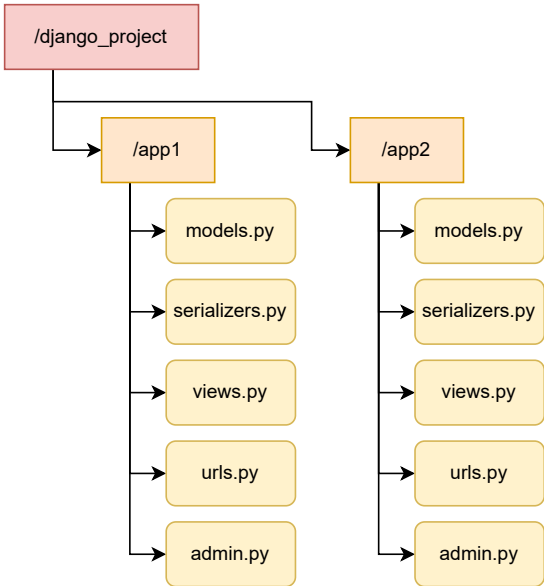 /django_project
/app1
/app2
models.py
models.py
serializers.py
serializers.py
views.py
views.py
urls.py
urls.py
admin.py
admin.py